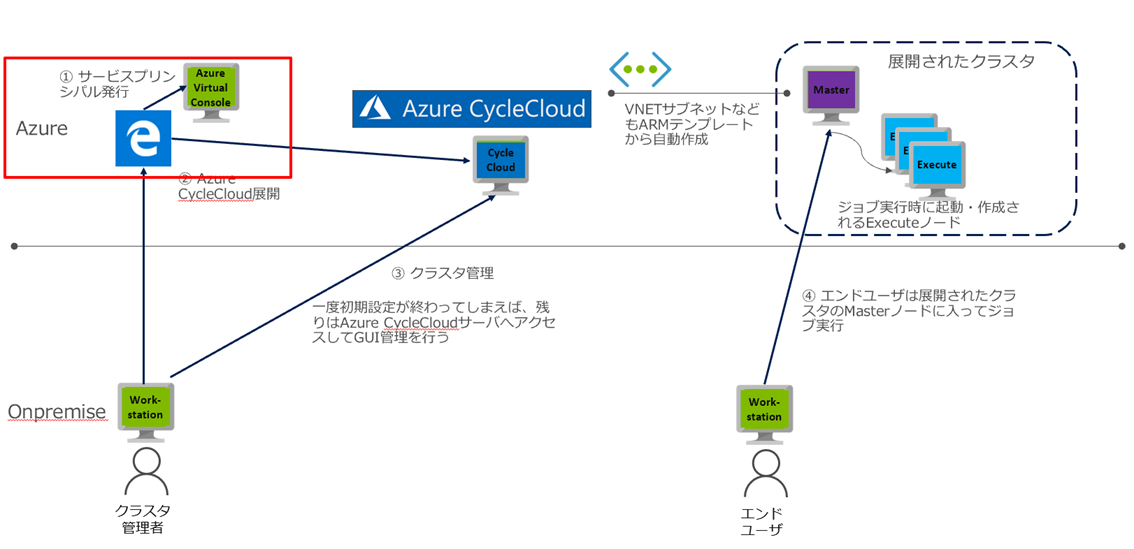 ① サービスプリン
シパル発行
Azure
Virtual
Console
Azure
② Azure
CycleCloud展開
Azure CycleCloud
Cycle
Cloud
VNETサブネットなど
もARMテンプレート
から自動作成
展開されたクラスタ
Master
E
E
Execute
ジョブ実行時に起動・作成さ
れるExecuteノード
③ クラスタ管理
一度初期設定が終わってしまえば、残
りはAzure CycleCloudサーバへアクセ
スしてGUI管理を行う
④ エンドユーザは展開されたクラ
スタのMasterノードに入ってジョ
ブ実行
Onpremise
Work-
station
クラスタ
管理者
Work-
station
エンド
ユーザ